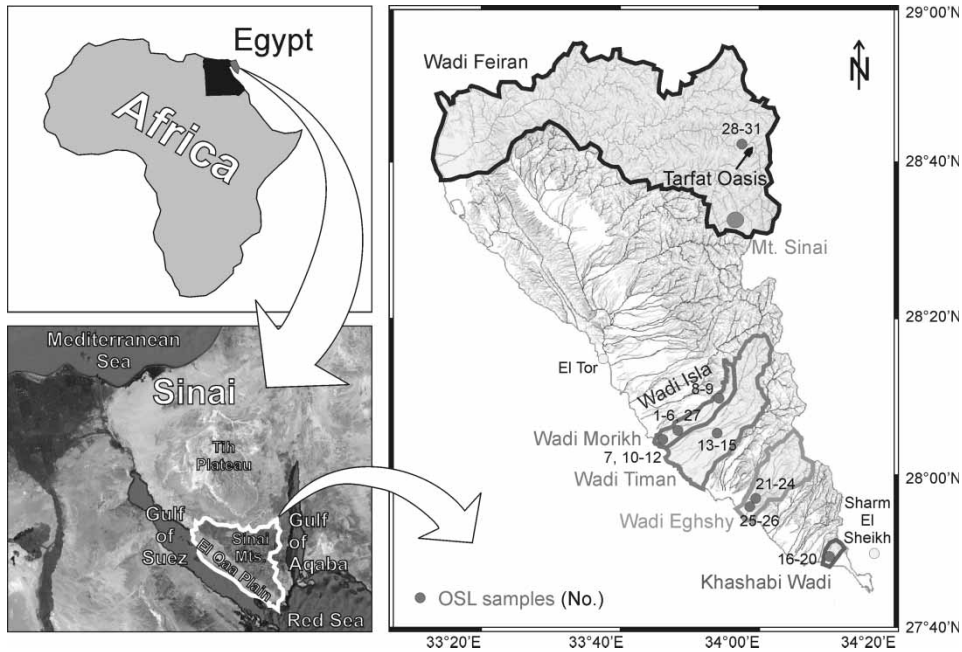 Egypt
Africa
Mediterranean
Sea
Sinai
Tih
Plateau
Gulf
of
Suez
Sinai
Mts.
El Qaa Plain
Gulf
of
Aqaba
Red Sea
29°00'N
28°40'N
28°20'N
28°00'N
27°40'N
33°20'E
33°40'E
34°00'E
34°20'E
N
Wadi Feiran
28-31
Tarfat Oasis
Mt. Sinai
El Tor
Wadi Isla
8-9
1-6, 27
Wadi Morikh
7, 10-12
13-15
Wadi Timan
21-24
Wadi Eghshy
25-26
Sharm
El
Sheikh
16-20
Khashabi Wadi
OSL samples (No.)